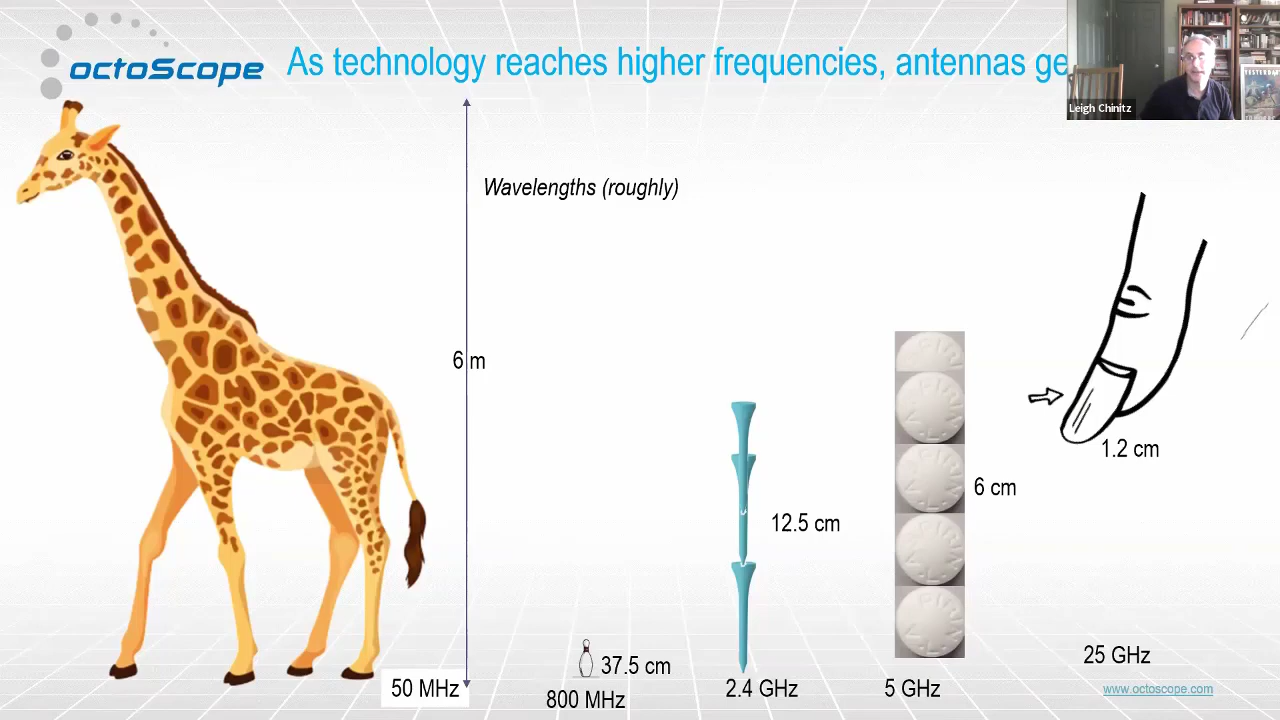 octoScope
As technology reaches higher frequencies, antennas ge
Leigh Chinitz
Wavelengths (roughly)
6 m
1.2 cm
6 cm
12.5 cm
37.5 cm
50 MHz
800 MHz
2.4 GHz
5 GHz
25 GHz
www.octoscope.com